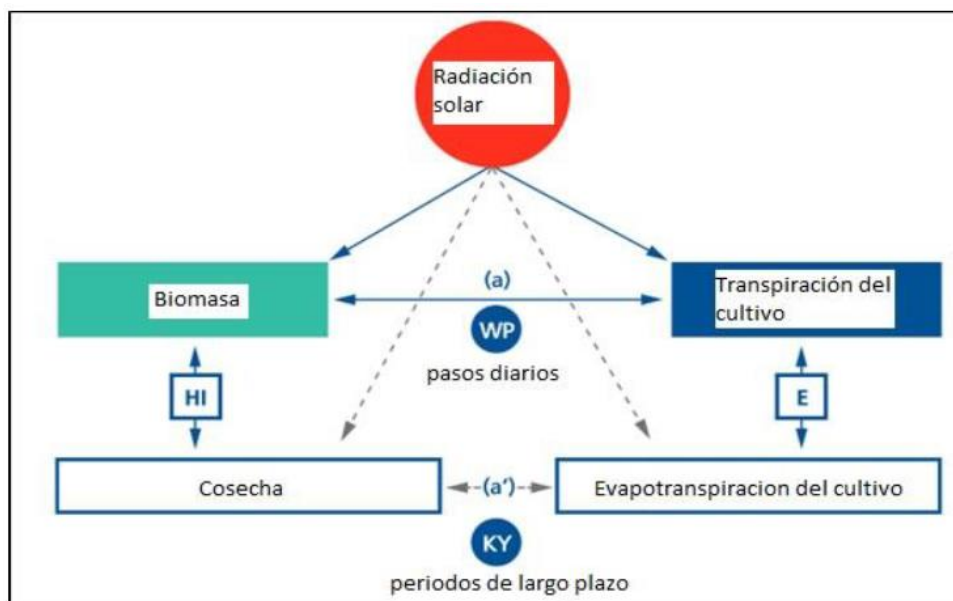 Radiación
solar
Biomasa
(a)
Transpiración del
cultivo
WP
pasos diarios
HI
E
Cosecha
(a')
Evapotranspiracion del cultivo
KY
periodos de largo plazo